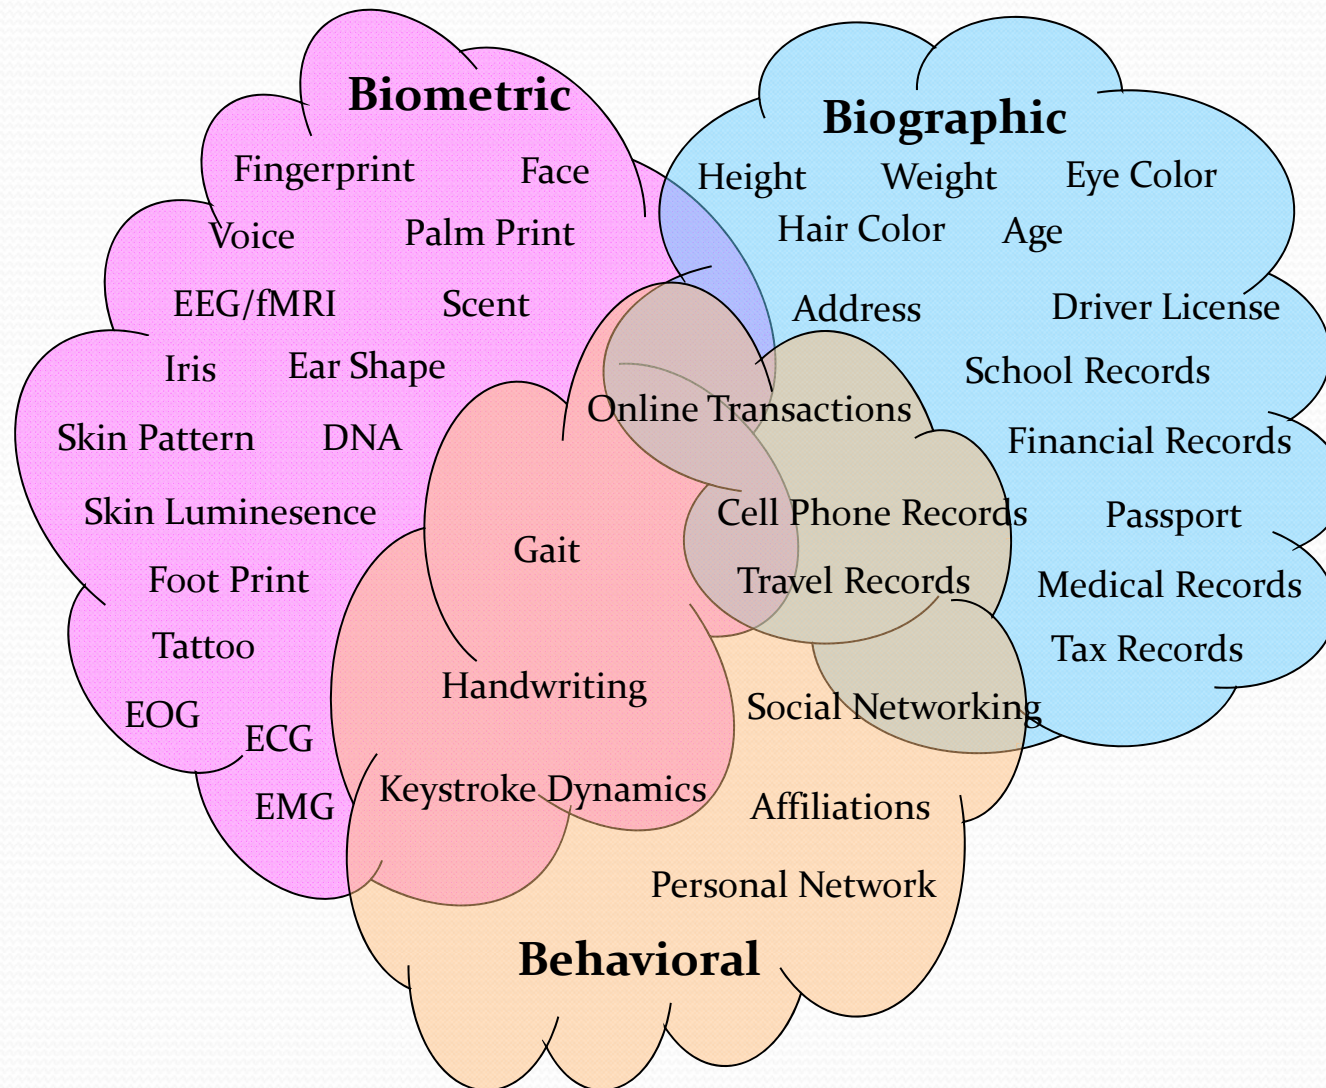 Biometric
Fingerprint
Face
Voice
Palm Print
EEG/fMRI
Scent
Iris
Ear Shape
Skin Pattern
DNA
Skin Luminesence
Foot Print
Tattoo
EOG
ECG
EMG
Biographic
Height
Weight
Eye Color
Hair Color
Age
Address
Driver License
School Records
Financial Records
Passport
Medical Records
Tax Records
Online Transactions
Cell Phone Records
Travel Records
Gait
Handwriting
Keystroke Dynamics
Social Networking
Affiliations
Personal Network
Behavioral